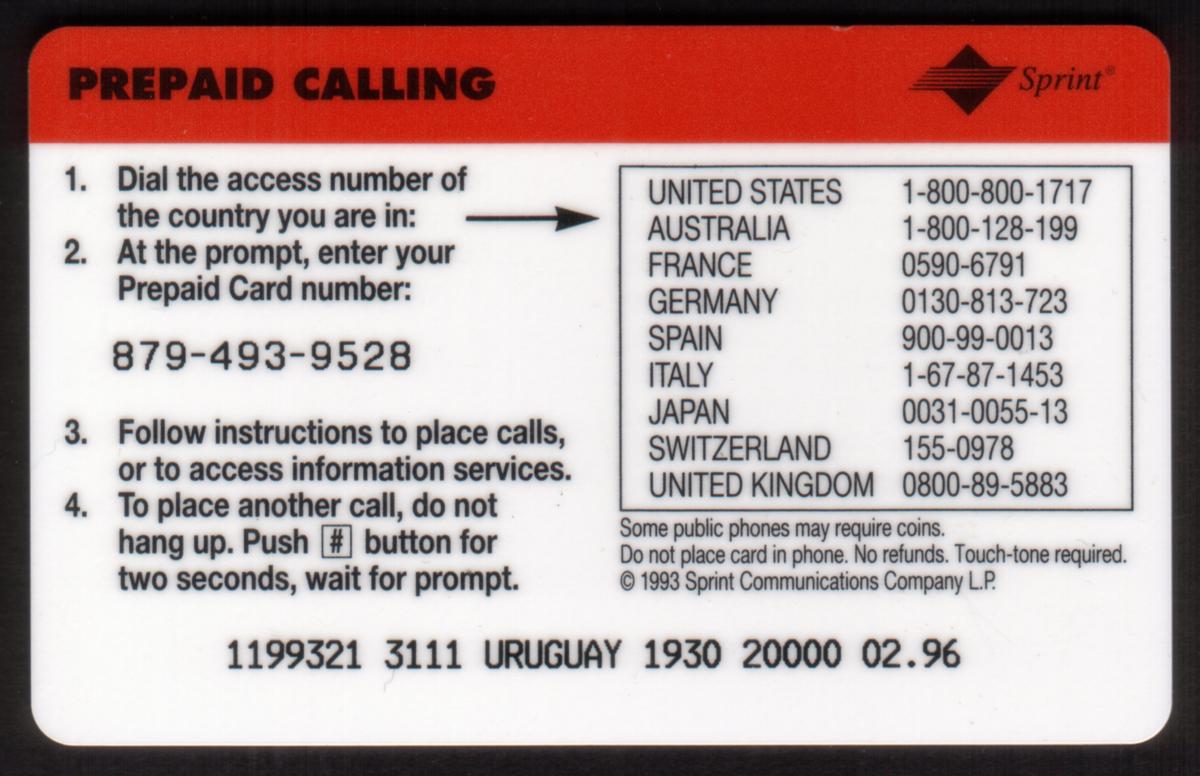 PREPAID CALLING
Sprint®
1. Dial the access number of
the country you are in:
2. At the prompt, enter your
Prepaid Card number:
879-493-9528
3. Follow instructions to place calls,
or to access information services.
4. To place another call, do not
hang up. Push # button for
two seconds, wait for prompt.
UNITED STATES 1-800-800-1717
AUSTRALIA 1-800-128-199
FRANCE 0590-6791
GERMANY 0130-813-723
SPAIN 900-99-0013
ITALY 1-67-87-1453
JAPAN 0031-0055-13
SWITZERLAND 155-0978
UNITED KINGDOM 0800-89-5883
Some public phones may require coins.
Do not place card in phone. No refunds. Touch-tone required.
© 1993 Sprint Communications Company L.P.
1199321 3111 URUGUAY 1930 20000 02.96